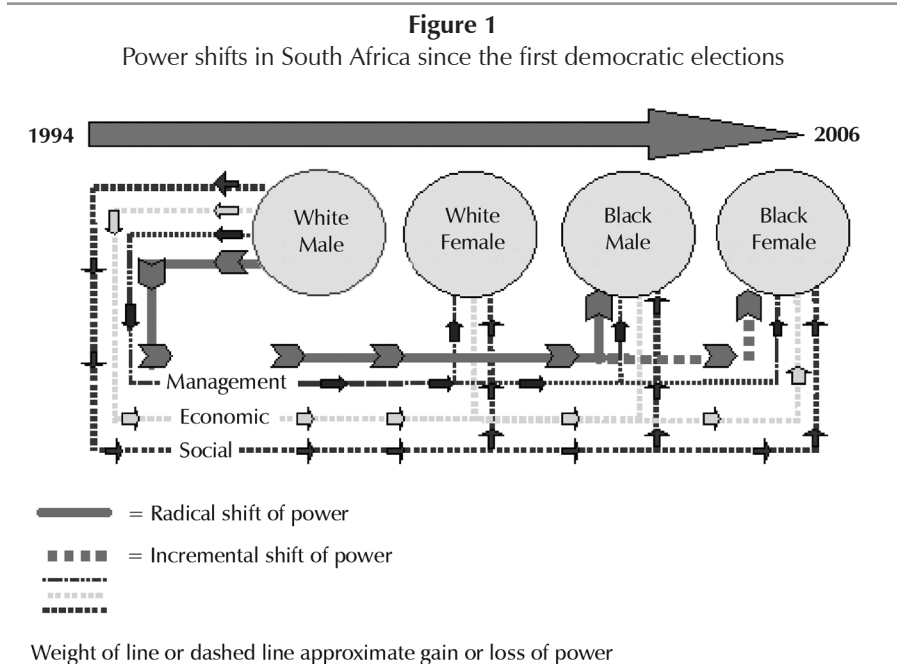 Figure 1
Power shifts in South Africa since the first democratic elections
1994
2006
White
Male
White
Female
Black
Male
Black
Female
Management
Economic
Social
= Radical shift of power
= Incremental shift of power
Weight of line or dashed line approximate gain or loss of power